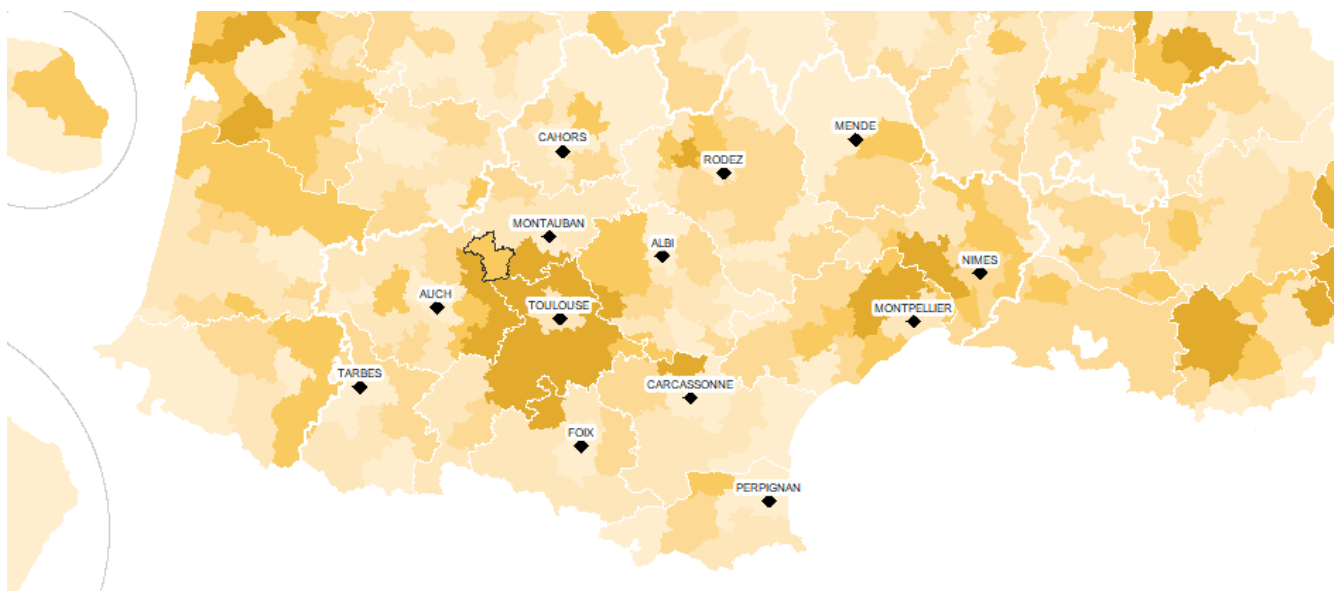 MENDE
CAHORS
RODEZ
MONTAUBAN
ALBI
NIMES
AUCH
TOULOUSE
MONTPELLIER
TARBES
CARCASSONNE
FOIX
PERPIGNAN